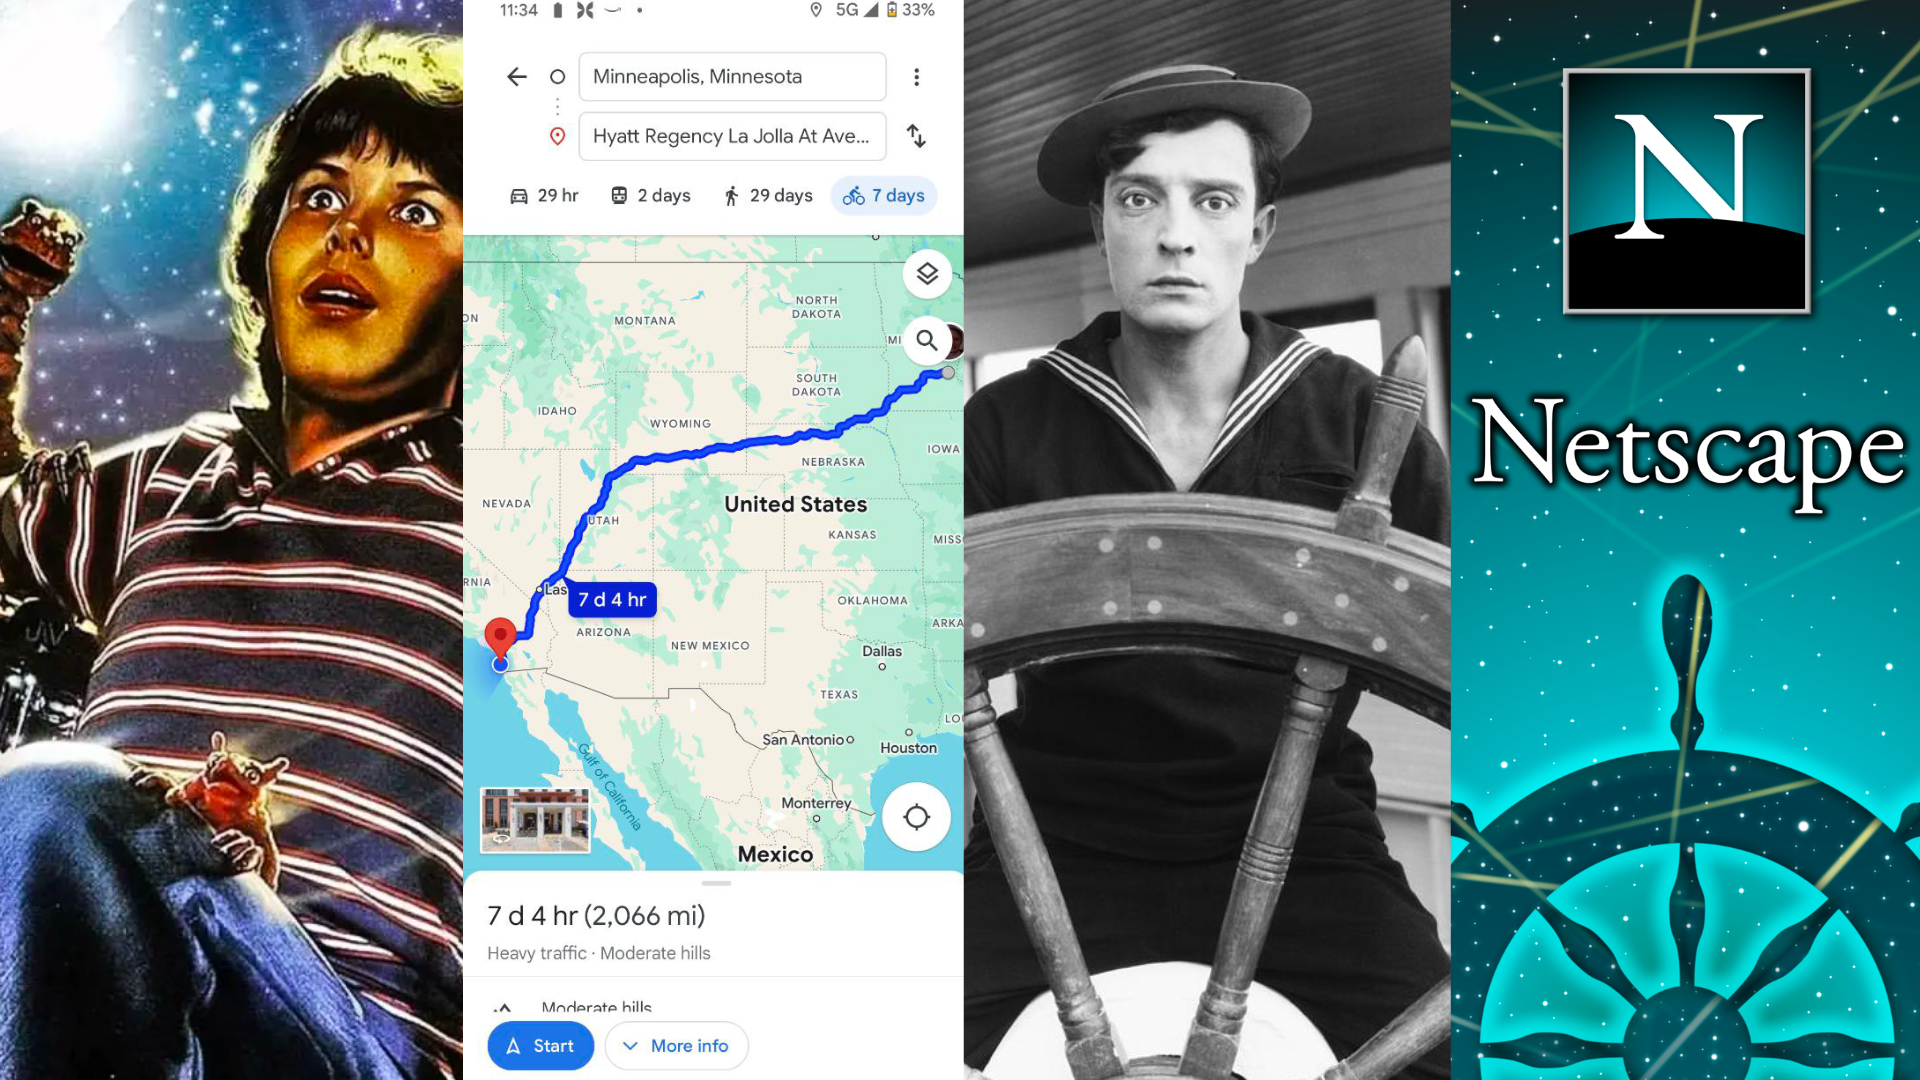 11:34
5G 33%
Minneapolis, Minnesota
Hyatt Regency La Jolla At Ave...
29 hr 2 days 29 days 7 days
NORTH
DAKOTA
MONTANA
ON
MI
SOUTH
DAKOTA
IDAHO
WYOMING
IOWA
NEBRASKA
NEVADA
United States
UTAH
KANSAS
MISS
RNIA
Las
7 d 4 hr
OKLAHOMA
ARKA
ARIZONA
NEW MEXICO
Dallas
TEXAS
LO
San Antonio
Houston
Gulf of California
Monterrey
Mexico
7 d 4 hr (2,066 mi)
Heavy traffic · Moderate hills
Moderate hills
Start
More info
N
Netscape